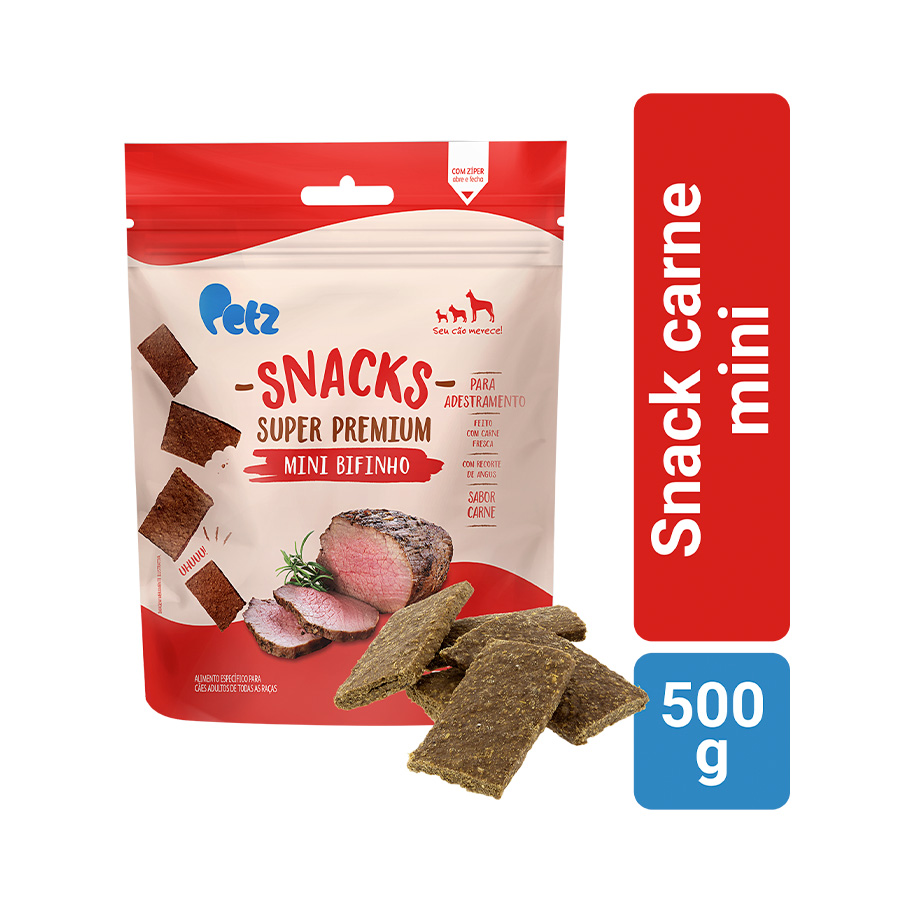 COM ZÍPER
abre e fecha
Petz
Seu cão merece!
SNACKS
SUPER PREMIUM
MINI BIFINHO
PARA
ADESTRAMENTO
FEITO
COM CARNE
FRESCA
COM RECORTE
DE ANGUS
SABOR
CARNE
UHUUU!
ALIMENTO ESPECÍFICO PARA
CÃES ADULTOS DE TODAS AS RAÇAS
Snack carne
mini
500
g